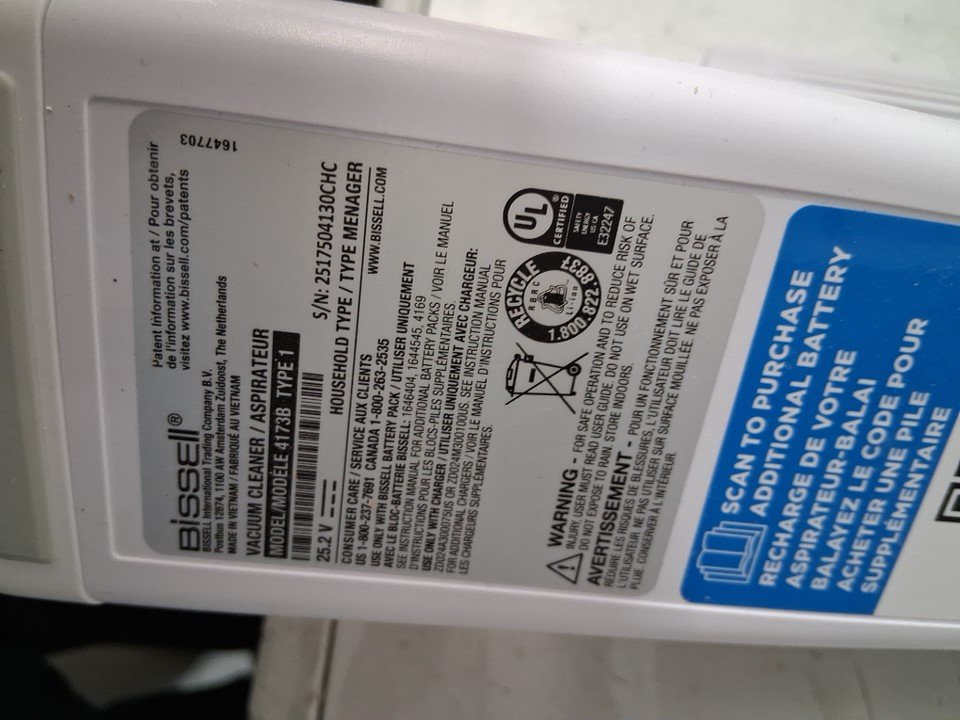 BISSELL®
Patent Information at / Pour obtenir
de l'information sur les brevets,
visitez www.bissell.com/patents
1647703
BISSELL International Trading Company B.V.
Postbus 12874, 1100 AW Amsterdam Zuidoost, The Netherlands
MADE IN VIETNAM / FABRIQUÉ AU VIETNAM
VACUUM CLEANER / ASPIRATEUR
MODEL/MODÈLE 4173B TYPE 1
S/N: 2517504130CHC
25.2 V
HOUSEHOLD TYPE / TYPE MENAGER
CONSUMER CARE / SERVICE AUX CLIENTS
WWW.BISSELL.COM
US 1-800-237-7691 CANADA 1-800-263-2535
USE ONLY WITH BISSELL BATTERY PACK / UTILISER UNIQUEMENT
AVEC LE BLOC-BATTERIE BISSELL: 1646404, 1644545, 4169
SEE INSTRUCTION MANUAL FOR ADDITIONAL BATTERY PACKS / VOIR LE MANUEL
D'INSTRUCTIONS POUR LES BLOCS-PILES SUPPLÉMENTAIRES.
USE ONLY WITH CHARGER / UTILISER UNIQUEMENT AVEC CHARGEUR:
FOR ADDITIONAL CHARGERS / VOIR LE MANUEL D'INSTRUCTIONS POUR
LES CHARGEURS SUPPLÉMENTAIRES.
RECYCLE
RBRC
Li-ion
1.800.822.8837
UL
®
CERTIFIED
SAFETY
ENERGY
US CA
E32247
WARNING - FOR SAFE OPERATION AND TO REDUCE RISK OF
INJURY USER MUST READ USER GUIDE. DO NOT USE ON WET SURFACE.
DO NOT EXPOSE TO RAIN. STORE INDOORS.
AVERTISSEMENT - POUR UN FONCTIONNEMENT SÛR ET POUR
RÉDUIRE LES RISQUES DE BLESSURES, L'UTILISATEUR DOIT LIRE LE GUIDE DE
L'UTILISATEUR. NE PAS UTILISER SUR SURFACE MOUILLÉE. NE PAS EXPOSER À LA
PLUIE. CONSERVER À L'INTÉRIEUR.
SCAN TO PURCHASE
ADDITIONAL BATTERY
RECHARGE DE VOTRE
ASPIRATEUR-BALAI
BALAYEZ LE CODE POUR
ACHETER UNE PILE
SUPPLÉMENTAIRE